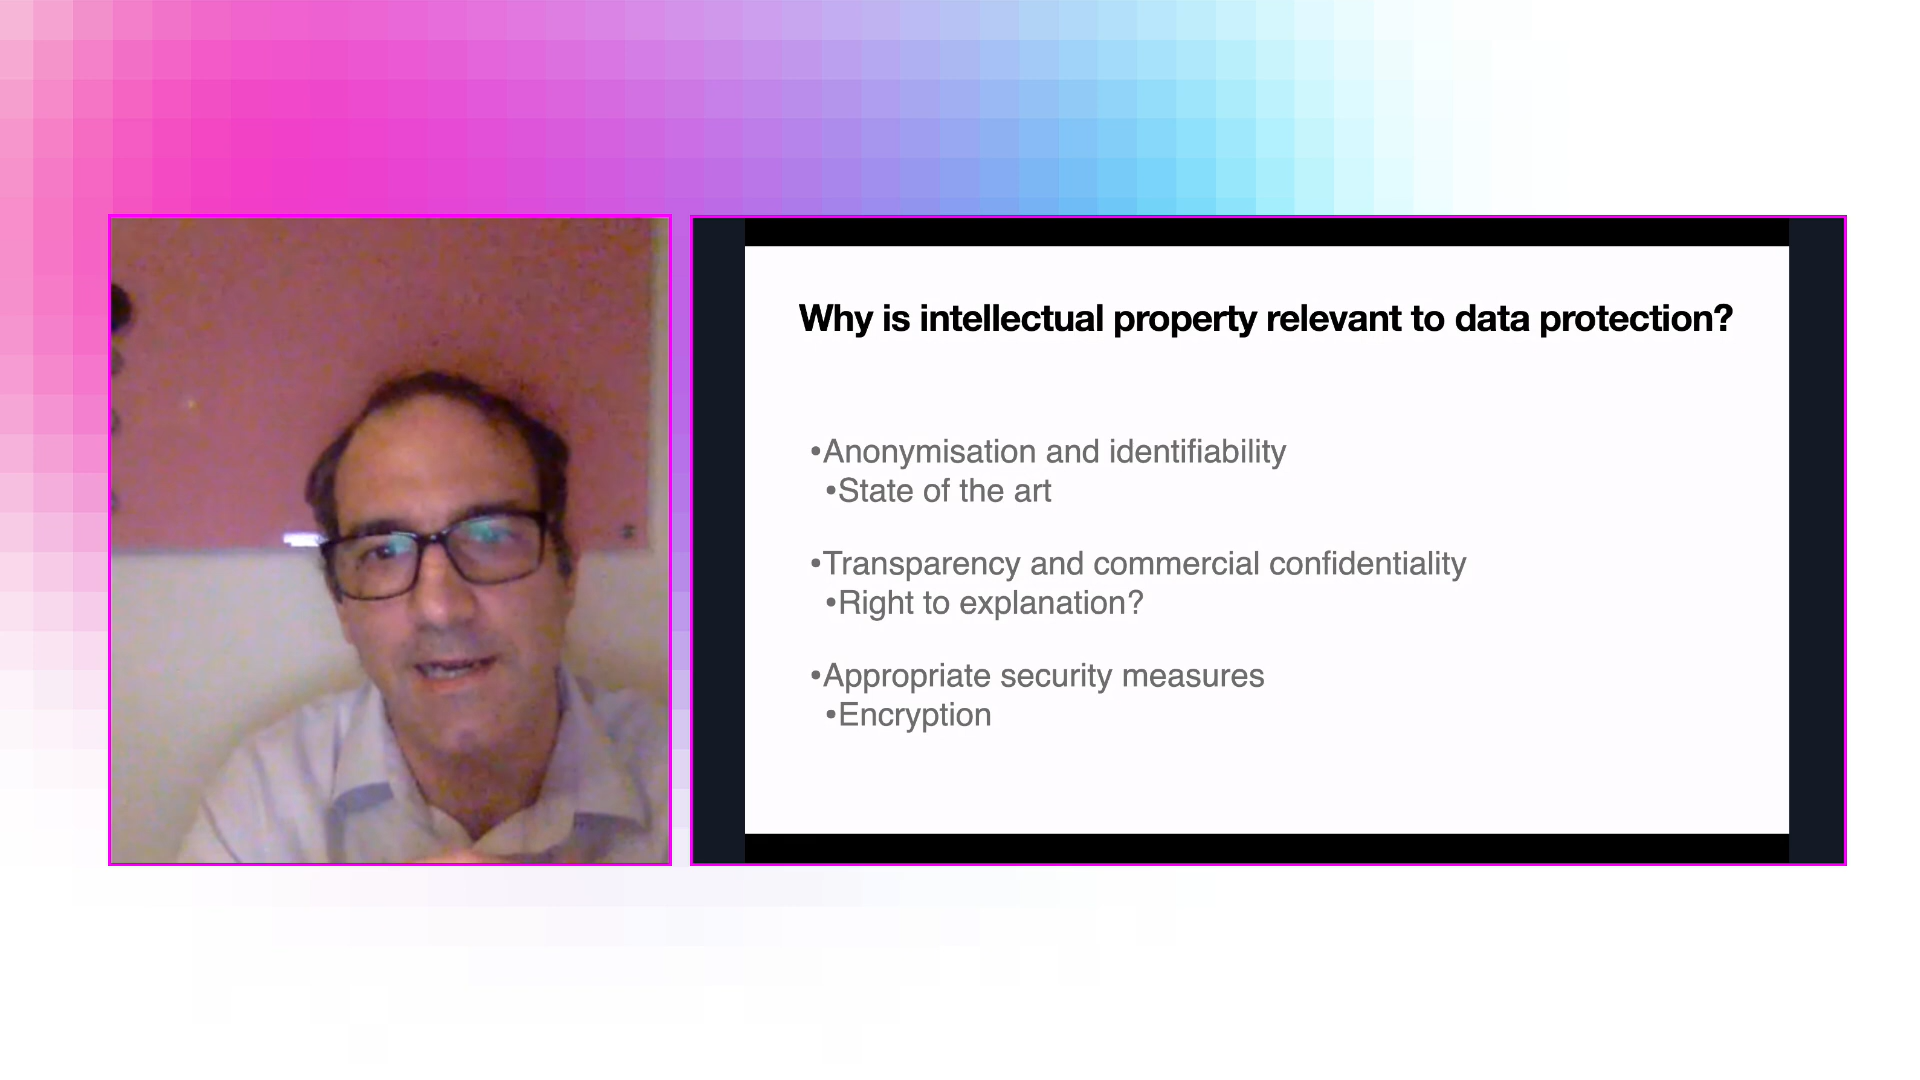 Why is intellectual property relevant to data protection?
•Anonymisation and identifiability
•State of the art
•Transparency and commercial confidentiality
•Right to explanation?
•Appropriate security measures
•Encryption